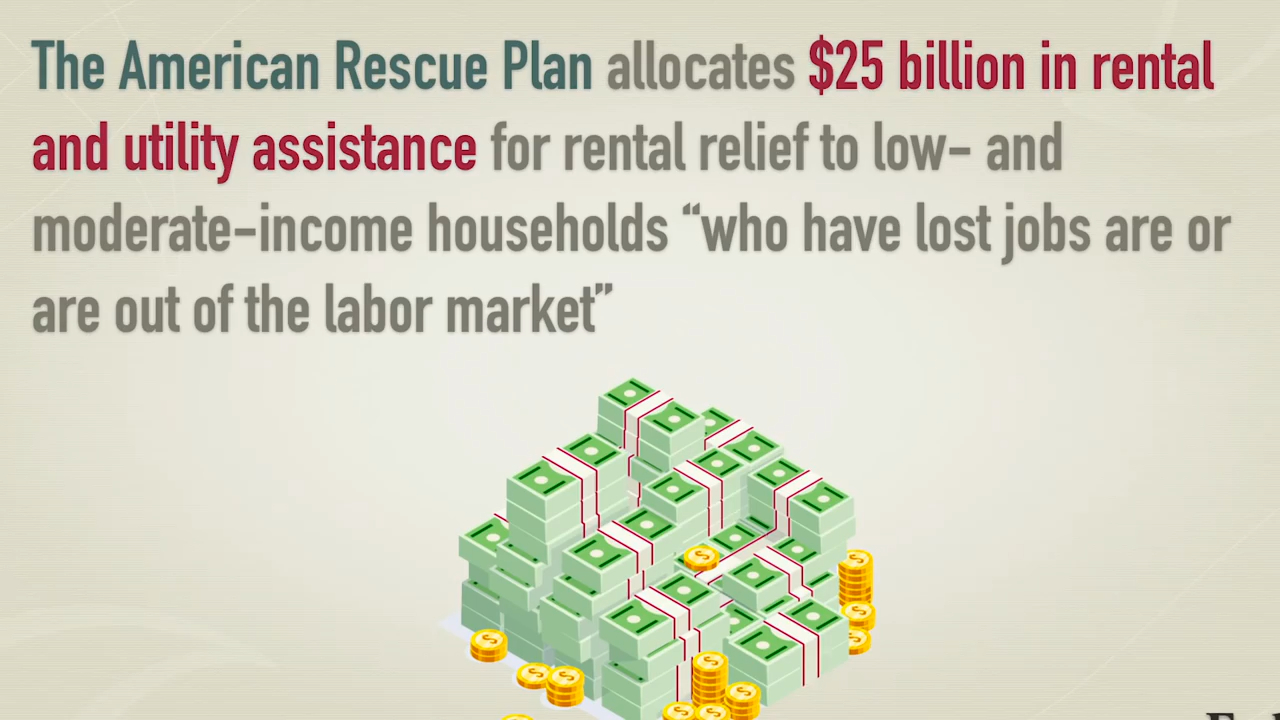 The American Rescue Plan allocates $25 billion in rental
and utility assistance for rental relief to low- and
moderate-income households “who have lost jobs are or
are out of the labor market”